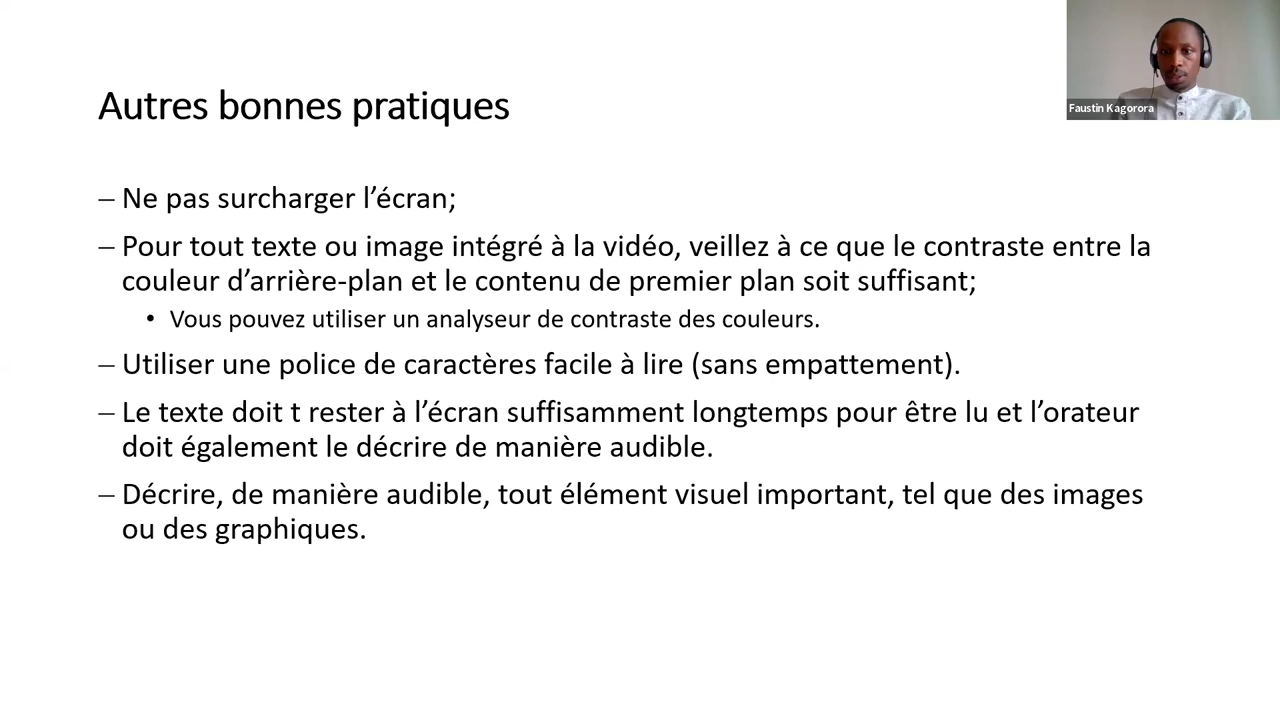 Autres bonnes pratiques
Faustin Kagorora
– Ne pas surcharger l’écran;
– Pour tout texte ou image intégré à la vidéo, veillez à ce que le contraste entre la
couleur d’arrière-plan et le contenu de premier plan soit suffisant;
• Vous pouvez utiliser un analyseur de contraste des couleurs.
– Utiliser une police de caractères facile à lire (sans empattement).
– Le texte doit t rester à l’écran suffisamment longtemps pour être lu et l’orateur
doit également le décrire de manière audible.
– Décrire, de manière audible, tout élément visuel important, tel que des images
ou des graphiques.